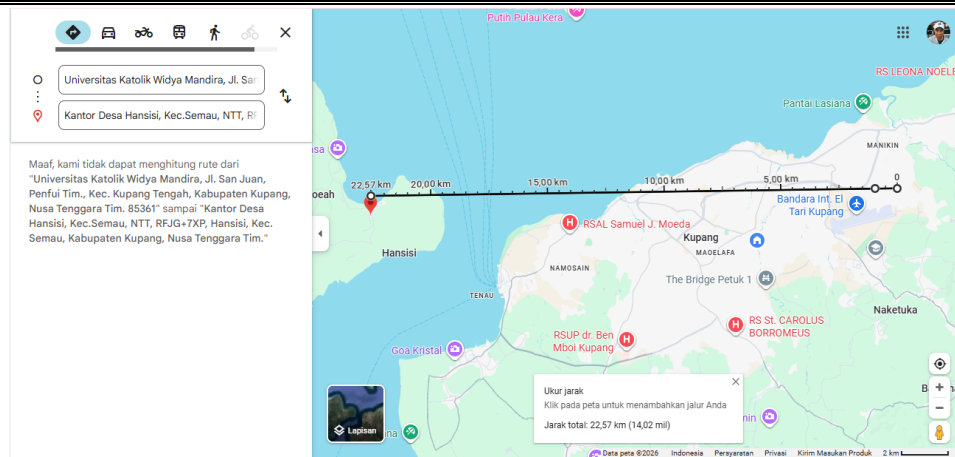 Universitas Katolik Widya Mandira, Jl. San
Kantor Desa Hansisi, Kec.Semau, NTT, RF
Maaf, kami tidak dapat menghitung rute dari
"Universitas Katolik Widya Mandira, Jl. San Juan,
Penfui Tim., Kec. Kupang Tengah, Kabupaten Kupang,
Nusa Tenggara Tim. 85361" sampai "Kantor Desa
Hansisi, Kec.Semau, NTT, RFJG+7XP, Hansisi, Kec.
Semau, Kabupaten Kupang, Nusa Tenggara Tim."
Putih Pulau Kera
RS LEONA NOELB
Pantai Lasiana
MANIKIN
sa
oeah
22,57 km
20,00 km
15,00 km
10,00 km
5,00 km
0
Bandara Int. El
Tari Kupang
RSAL Samuel J. Moeda
Kupang
MAOELAFA
Hansisi
NAMOSAIN
The Bridge Petuk 1
TENAU
Naketuka
RS St. CAROLUS
BORROMEUS
RSUP dr. Ben
Mboi Kupang
Goa Kristal
Ukur jarak
Klik pada peta untuk menambahkan jalur Anda
Jarak total: 22,57 km (14,02 mil)
min
B
Lapisan
na
Data peta ©2026
Indonesia
Persyaratan
Privasi
Kirim Masukan Produk
2 km